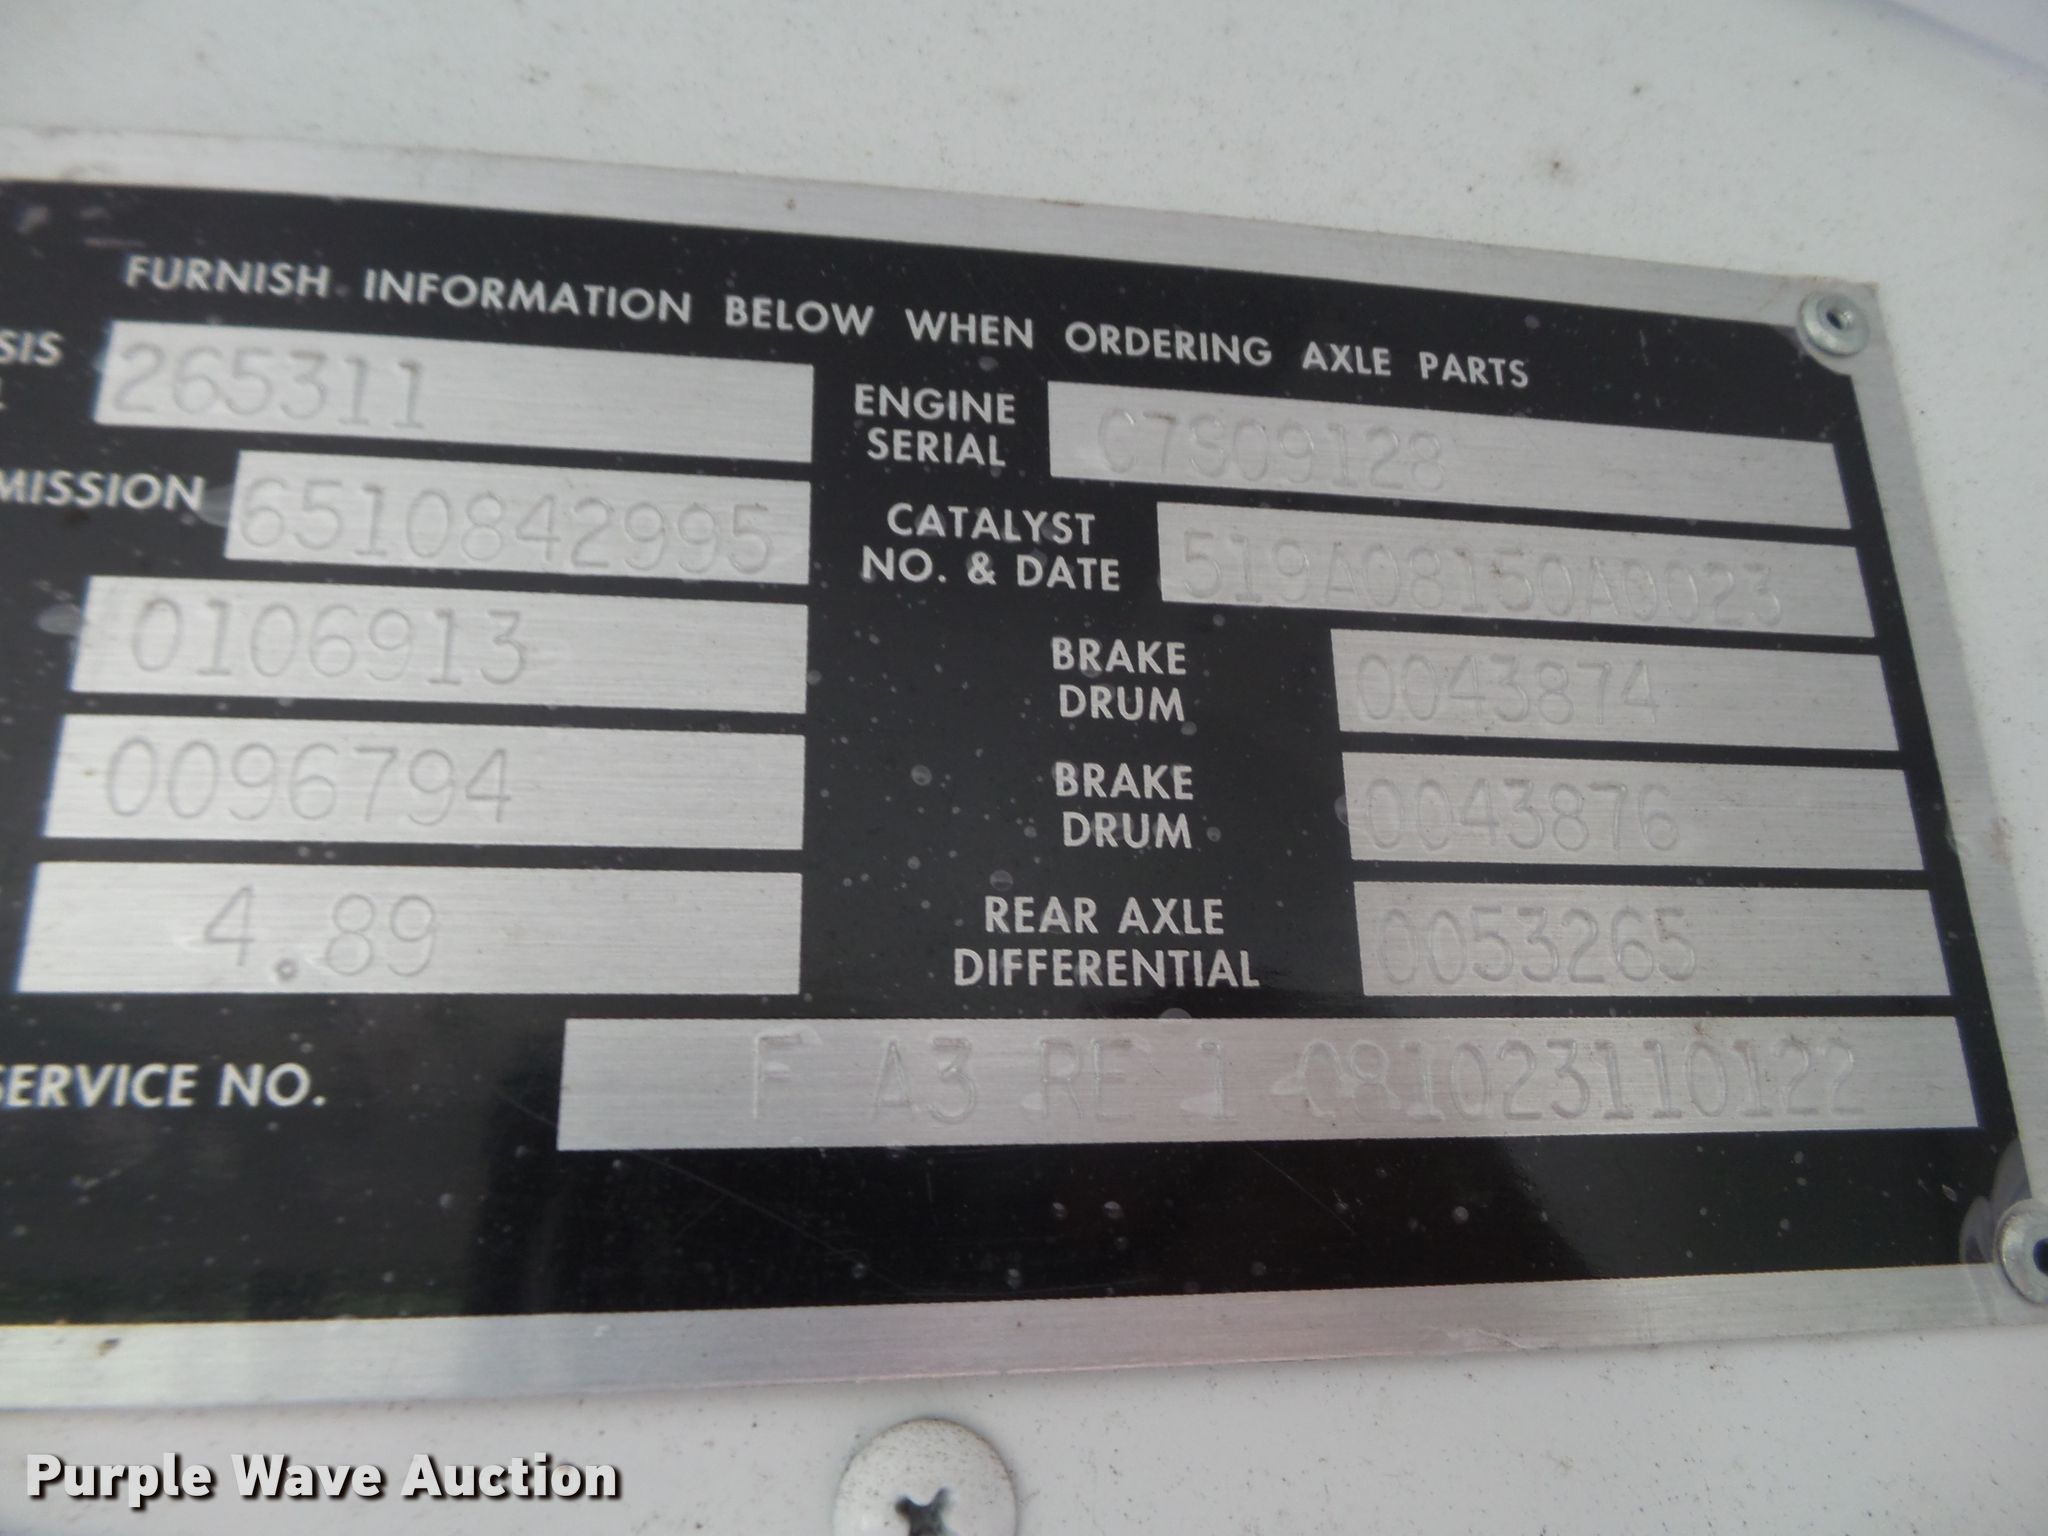 FURNISH INFORMATION BELOW WHEN ORDERING AXLE PARTS
SIS 265311
ENGINE SERIAL C7S09128
MISSION 6510842995
CATALYST NO. & DATE 519A08150A0023
0106913
BRAKE DRUM 0043874
0096794
BRAKE DRUM 0043876
4.89
REAR AXLE DIFFERENTIAL 0053265
SERVICE NO. F A3 RE 1 081023110122
Purple Wave Auction